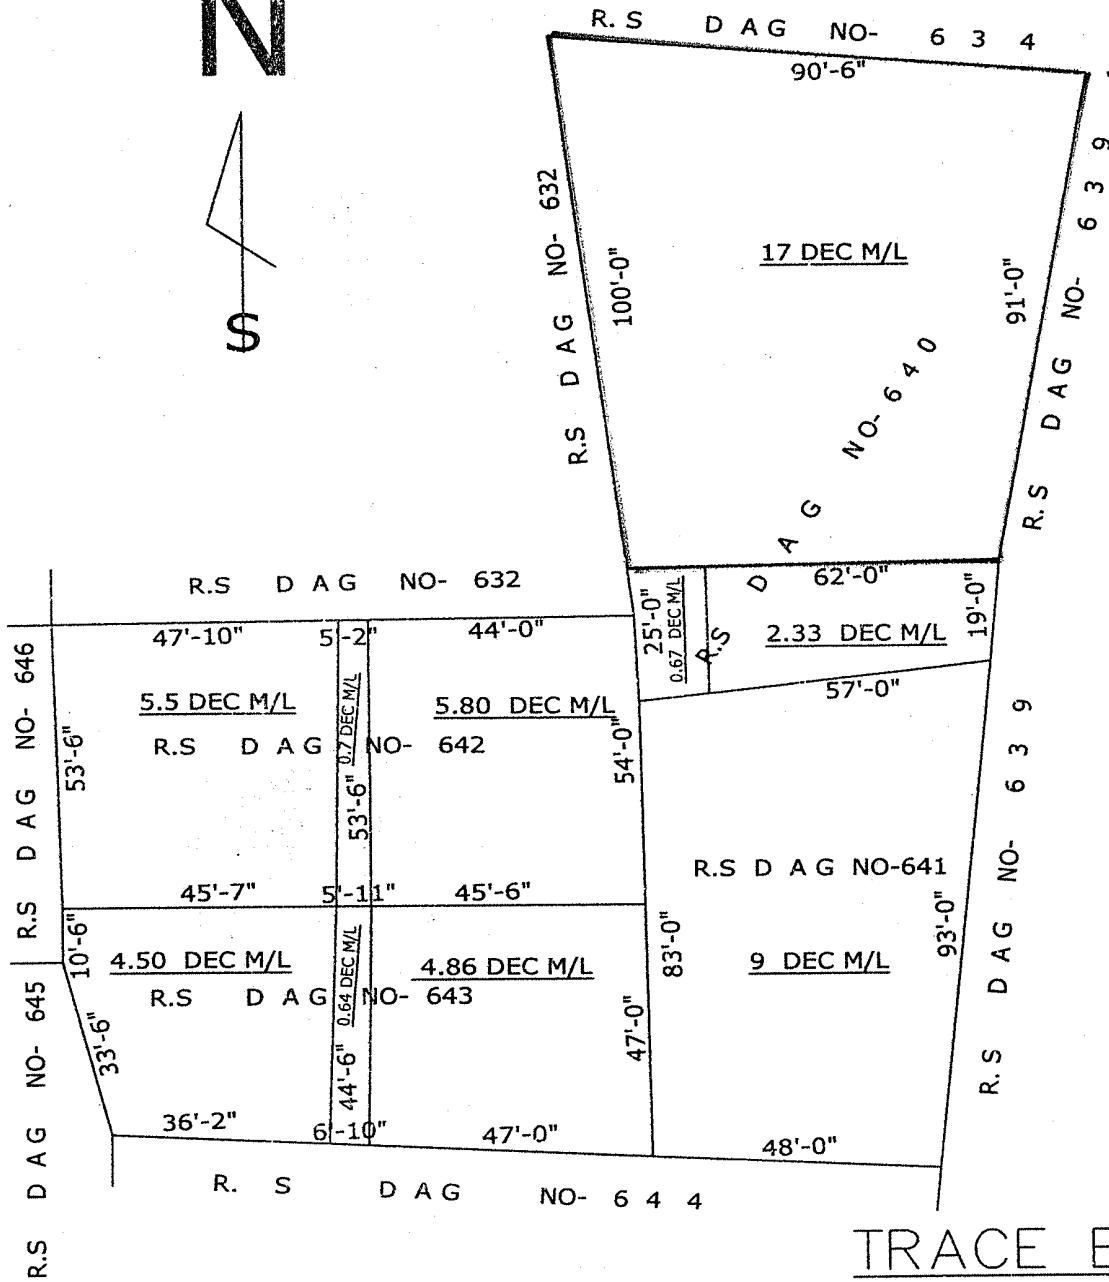 N
S
R.S DAG NO- 634
90'-6"
R.S DAG NO- 632
100'-0"
17 DEC M/L
91'-0"
R.S DAG NO- 639
R.S DAG NO- 640
62'-0"
25'-0"
0.67 DEC M/L
2.33 DEC M/L
19'-0"
57'-0"
R.S DAG NO- 632
47'-10"
5'-2"
44'-0"
R.S DAG NO- 646
53'-6"
5.5 DEC M/L
0.7 DEC M/L
5.80 DEC M/L
R.S DAG NO- 642
53'-6"
54'-0"
45'-7"
5'-11"
45'-6"
R.S DAG NO-641
83'-0"
9 DEC M/L
93'-0"
R.S DAG NO- 639
10'-6"
4.50 DEC M/L
0.64 DEC M/L
4.86 DEC M/L
R.S DAG NO- 643
33'-6"
44'-6"
47'-0"
R.S DAG NO- 645
36'-2"
6'-10"
47'-0"
48'-0"
R.S DAG NO- 644
TRACE